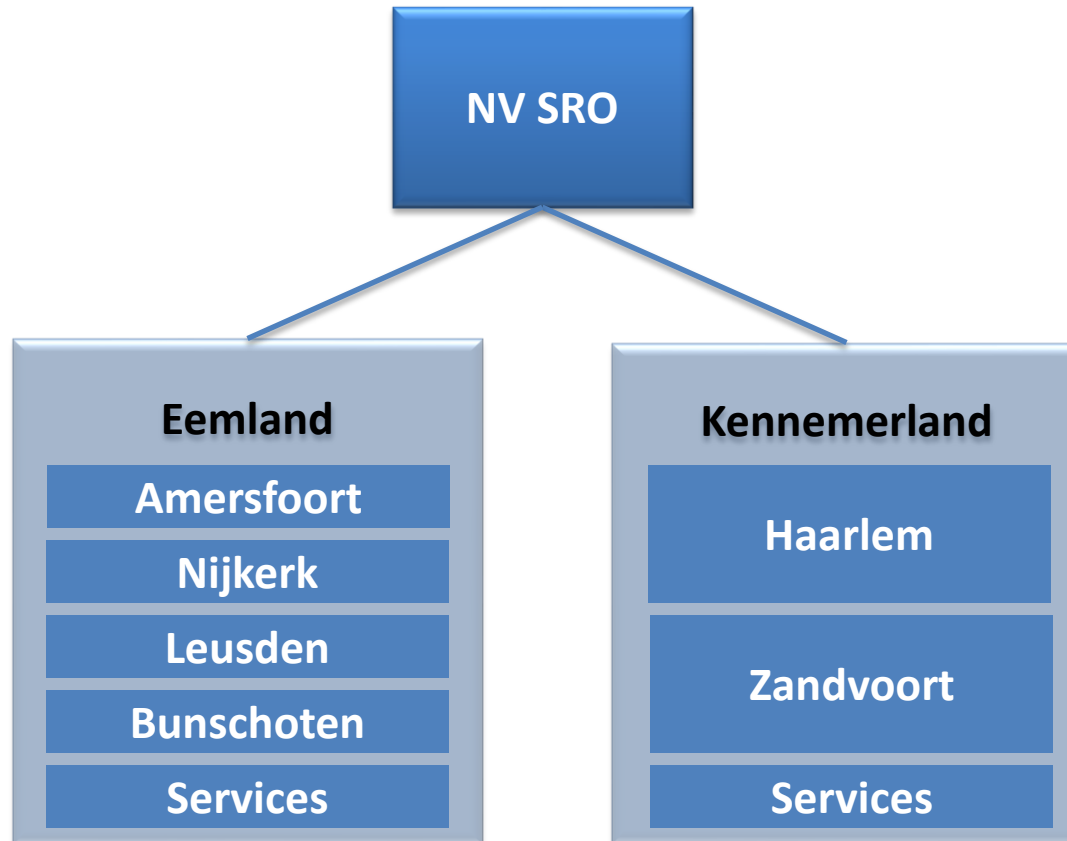 NV SRO
Eemland
Amersfoort
Nijkerk
Leusden
Bunschoten
Services
Kennemerland
Haarlem
Zandvoort
Services